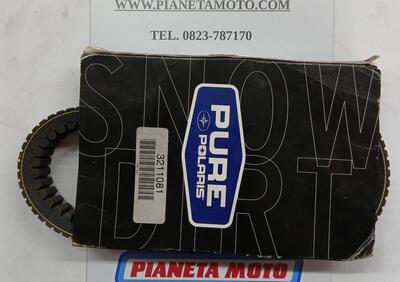 WWW.PIANETAMOTO.COM
TEL. 0823-787170
SNOW
PURE
POLARIS
3211081
DIRT
PIANETA MOTO